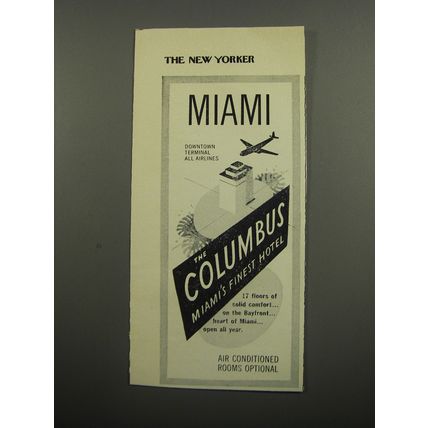 THE NEW YORKER
MIAMI
DOWNTOWN
TERMINAL
ALL AIRLINES
THE
COLUMBUS
MIAMI'S FINEST HOTEL
17 floors of
solid comfort...
on the Bayfront...
heart of Miami...
open all year.
AIR CONDITIONED
ROOMS OPTIONAL